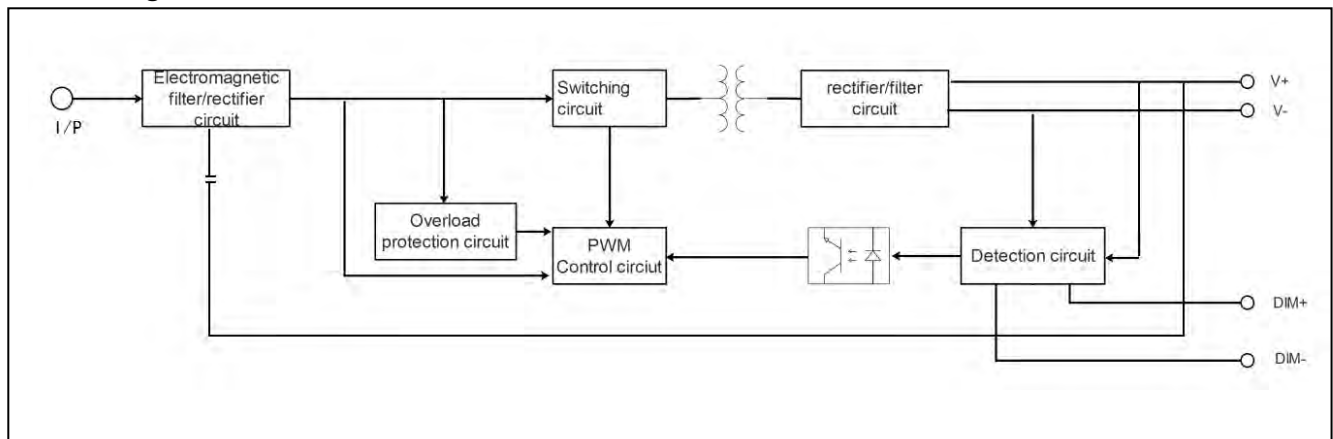 Electromagnetic
filter/rectifier
circuit
I/P
Switching
circuit
rectifier/filter
circuit
V+
V-
Overload
protection circuit
PWM
Control circiut
Detection circuit
DIM+
DIM-